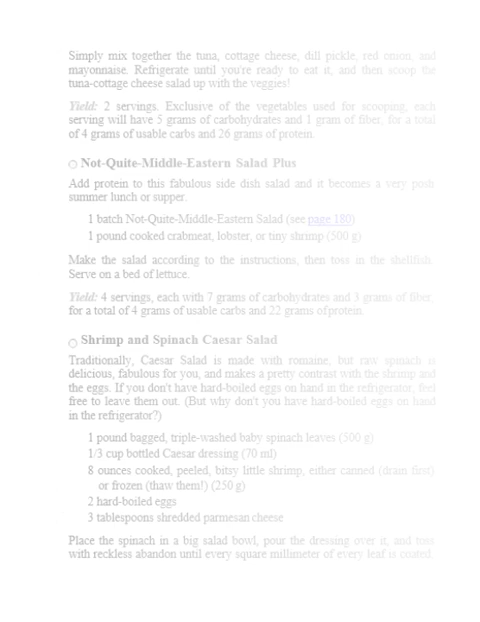 Simply mix together the tuna, cottage cheese, dill pickle, red onion, and
mayonnaise. Refrigerate until you're ready to eat it, and then scoop the
tuna-cottage cheese salad up with the veggies!
Yield: 2 servings. Exclusive of the vegetables used for scooping, each
serving will have 5 grams of carbohydrates and 1 gram of fiber, for a total
of 4 grams of usable carbs and 26 grams of protein.
Not-Quite-Middle-Eastern Salad Plus
Add protein to this fabulous side dish salad and it becomes a very posh
summer lunch or supper.
1 batch Not-Quite-Middle-Eastern Salad (see page 180)
1 pound cooked crabmeat, lobster, or tiny shrimp (500 g)
Make the salad according to the instructions, then toss in the shellfish.
Serve on a bed of lettuce.
Yield: 4 servings, each with 7 grams of carbohydrates and 3 grams of fiber,
for a total of 4 grams of usable carbs and 22 grams of protein.
Shrimp and Spinach Caesar Salad
Traditionally, Caesar Salad is made with romaine, but raw spinach is
delicious, fabulous for you, and makes a pretty contrast with the shrimp and
the eggs. If you don't have hard-boiled eggs on hand in the refrigerator, feel
free to leave them out. (But why don't you have hard-boiled eggs on hand
in the refrigerator?)
1 pound bagged, triple-washed baby spinach leaves (500 g)
1/3 cup bottled Caesar dressing (70 ml)
8 ounces cooked, peeled, bitsy little shrimp, either canned (drain first)
or frozen (thaw them!) (250 g)
2 hard-boiled eggs
3 tablespoons shredded parmesan cheese
Place the spinach in a big salad bowl, pour the dressing over it, and toss
with reckless abandon until every square millimeter of every leaf is coated.